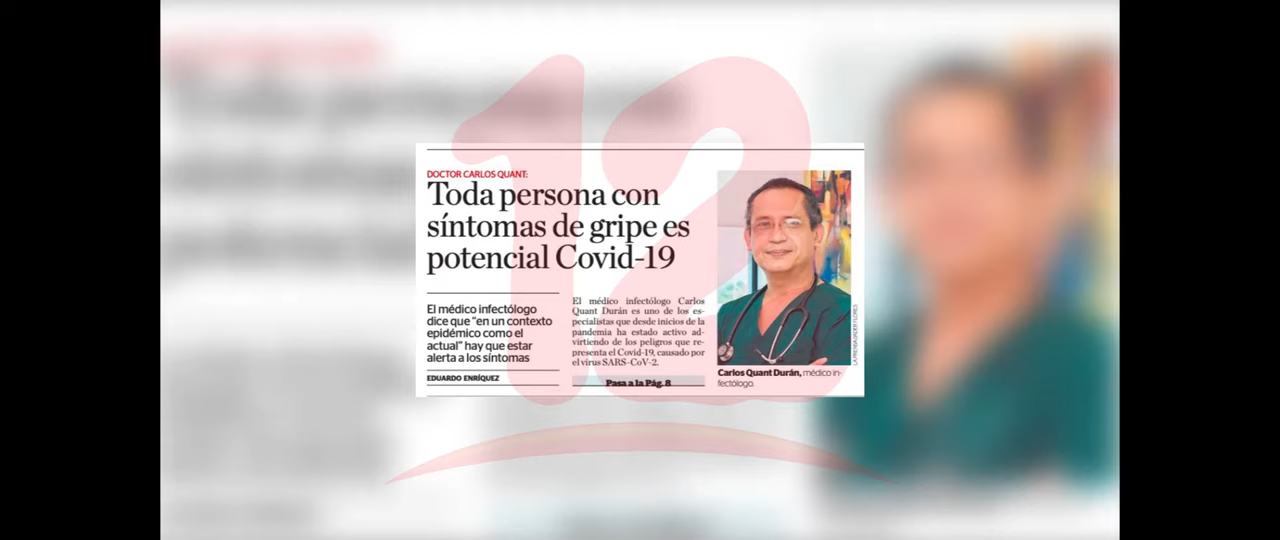 12
DOCTOR CARLOS QUANT:
Toda persona con
síntomas de gripe es
potencial Covid-19
El médico infectólogo
dice que "en un contexto
epidémico como el
actual" hay que estar
alerta a los síntomas
EDUARDO ENRÍQUEZ
El médico infectólogo Carlos
Quant Durán es uno de los es-
pecialistas que desde inicios de la
pandemia ha estado activo ad-
virtiendo de los peligros que re-
presenta el Covid-19, causado por
el virus SARS-CoV-2.
Pasa a la Pág. 8
Carlos Quant Durán, médico in-
fectólogo.